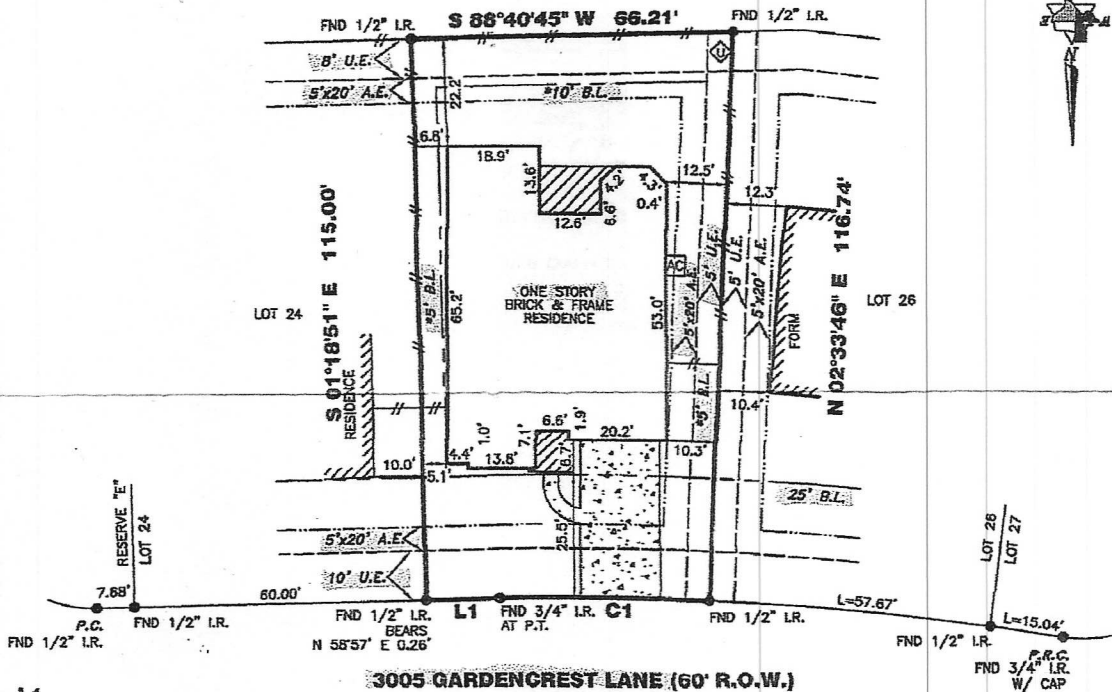 S 88°40'45" W 66.21'
FND 1/2" I.R.
FND 1/2" I.R.
8' U.E.
5'x20' A.E.
22.2'
*10' B.L.
U
6.8'
18.9'
13.6'
12.6'
6.6'
4.2'
4.3'
0.4'
12.5'
12.3'
S 01°18'51" E 115.00'
N 02°33'46" E 116.74'
*5' B.L.
65.2'
ONE STORY
BRICK & FRAME
RESIDENCE
53.0'
AC
5'x20' A.E.
5' U.E.
5' U.E.
5'x20' A.E.
FORM
LOT 24
LOT 26
RESIDENCE
*5' B.L.
10.4'
10.0'
5.1'
4.4'
1.0'
13.8'
7.1'
6.6'
1.9'
6.7'
20.2'
10.3'
25' B.L.
25.5'
RESERVE "E"
LOT 24
5'x20' A.E.
10' U.E.
LOT 26
LOT 27
7.68'
60.00'
L=57.67'
L=15.04'
P.C.
FND 1/2" I.R.
FND 1/2" I.R.
FND 1/2" I.R.
BEARS
N 58°57' E 0.26'
L1
FND 3/4" I.R.
AT P.T.
C1
FND 1/2" I.R.
FND 1/2" I.R.
P.R.C.
FND 3/4" I.R.
W/ CAP
3005 GARDENCREST LANE (60' R.O.W.)